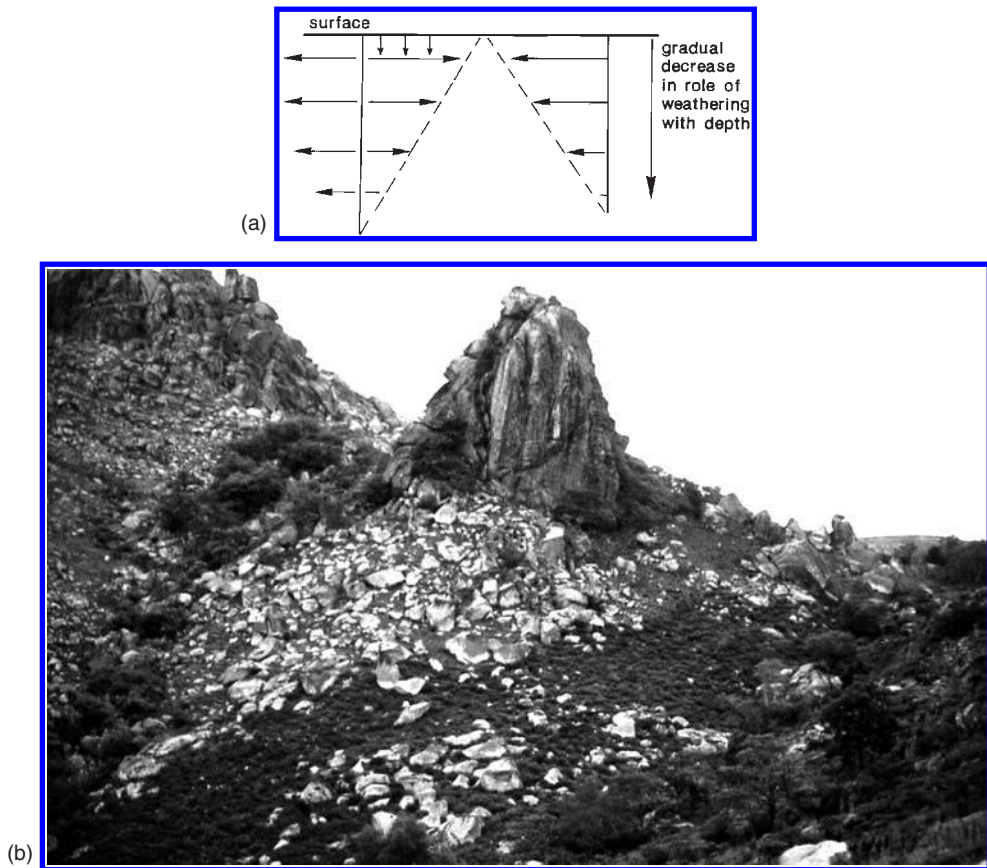 surface
gradual
decrease
in role of
weathering
with depth
(a)
(b)